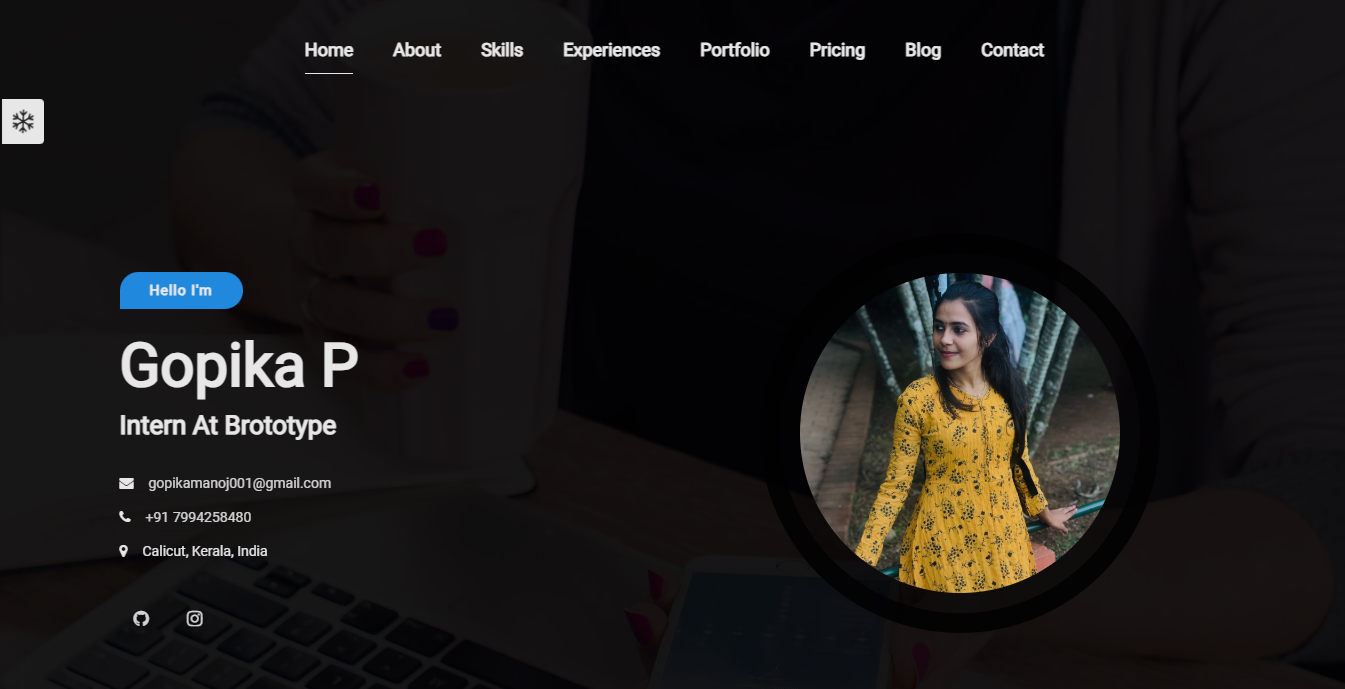 Home About Skills Experiences Portfolio Pricing Blog Contact
Hello I'm
Gopika P
Intern At Brototype
gopikamanoj001@gmail.com
+91 7994258480
Calicut, Kerala, India